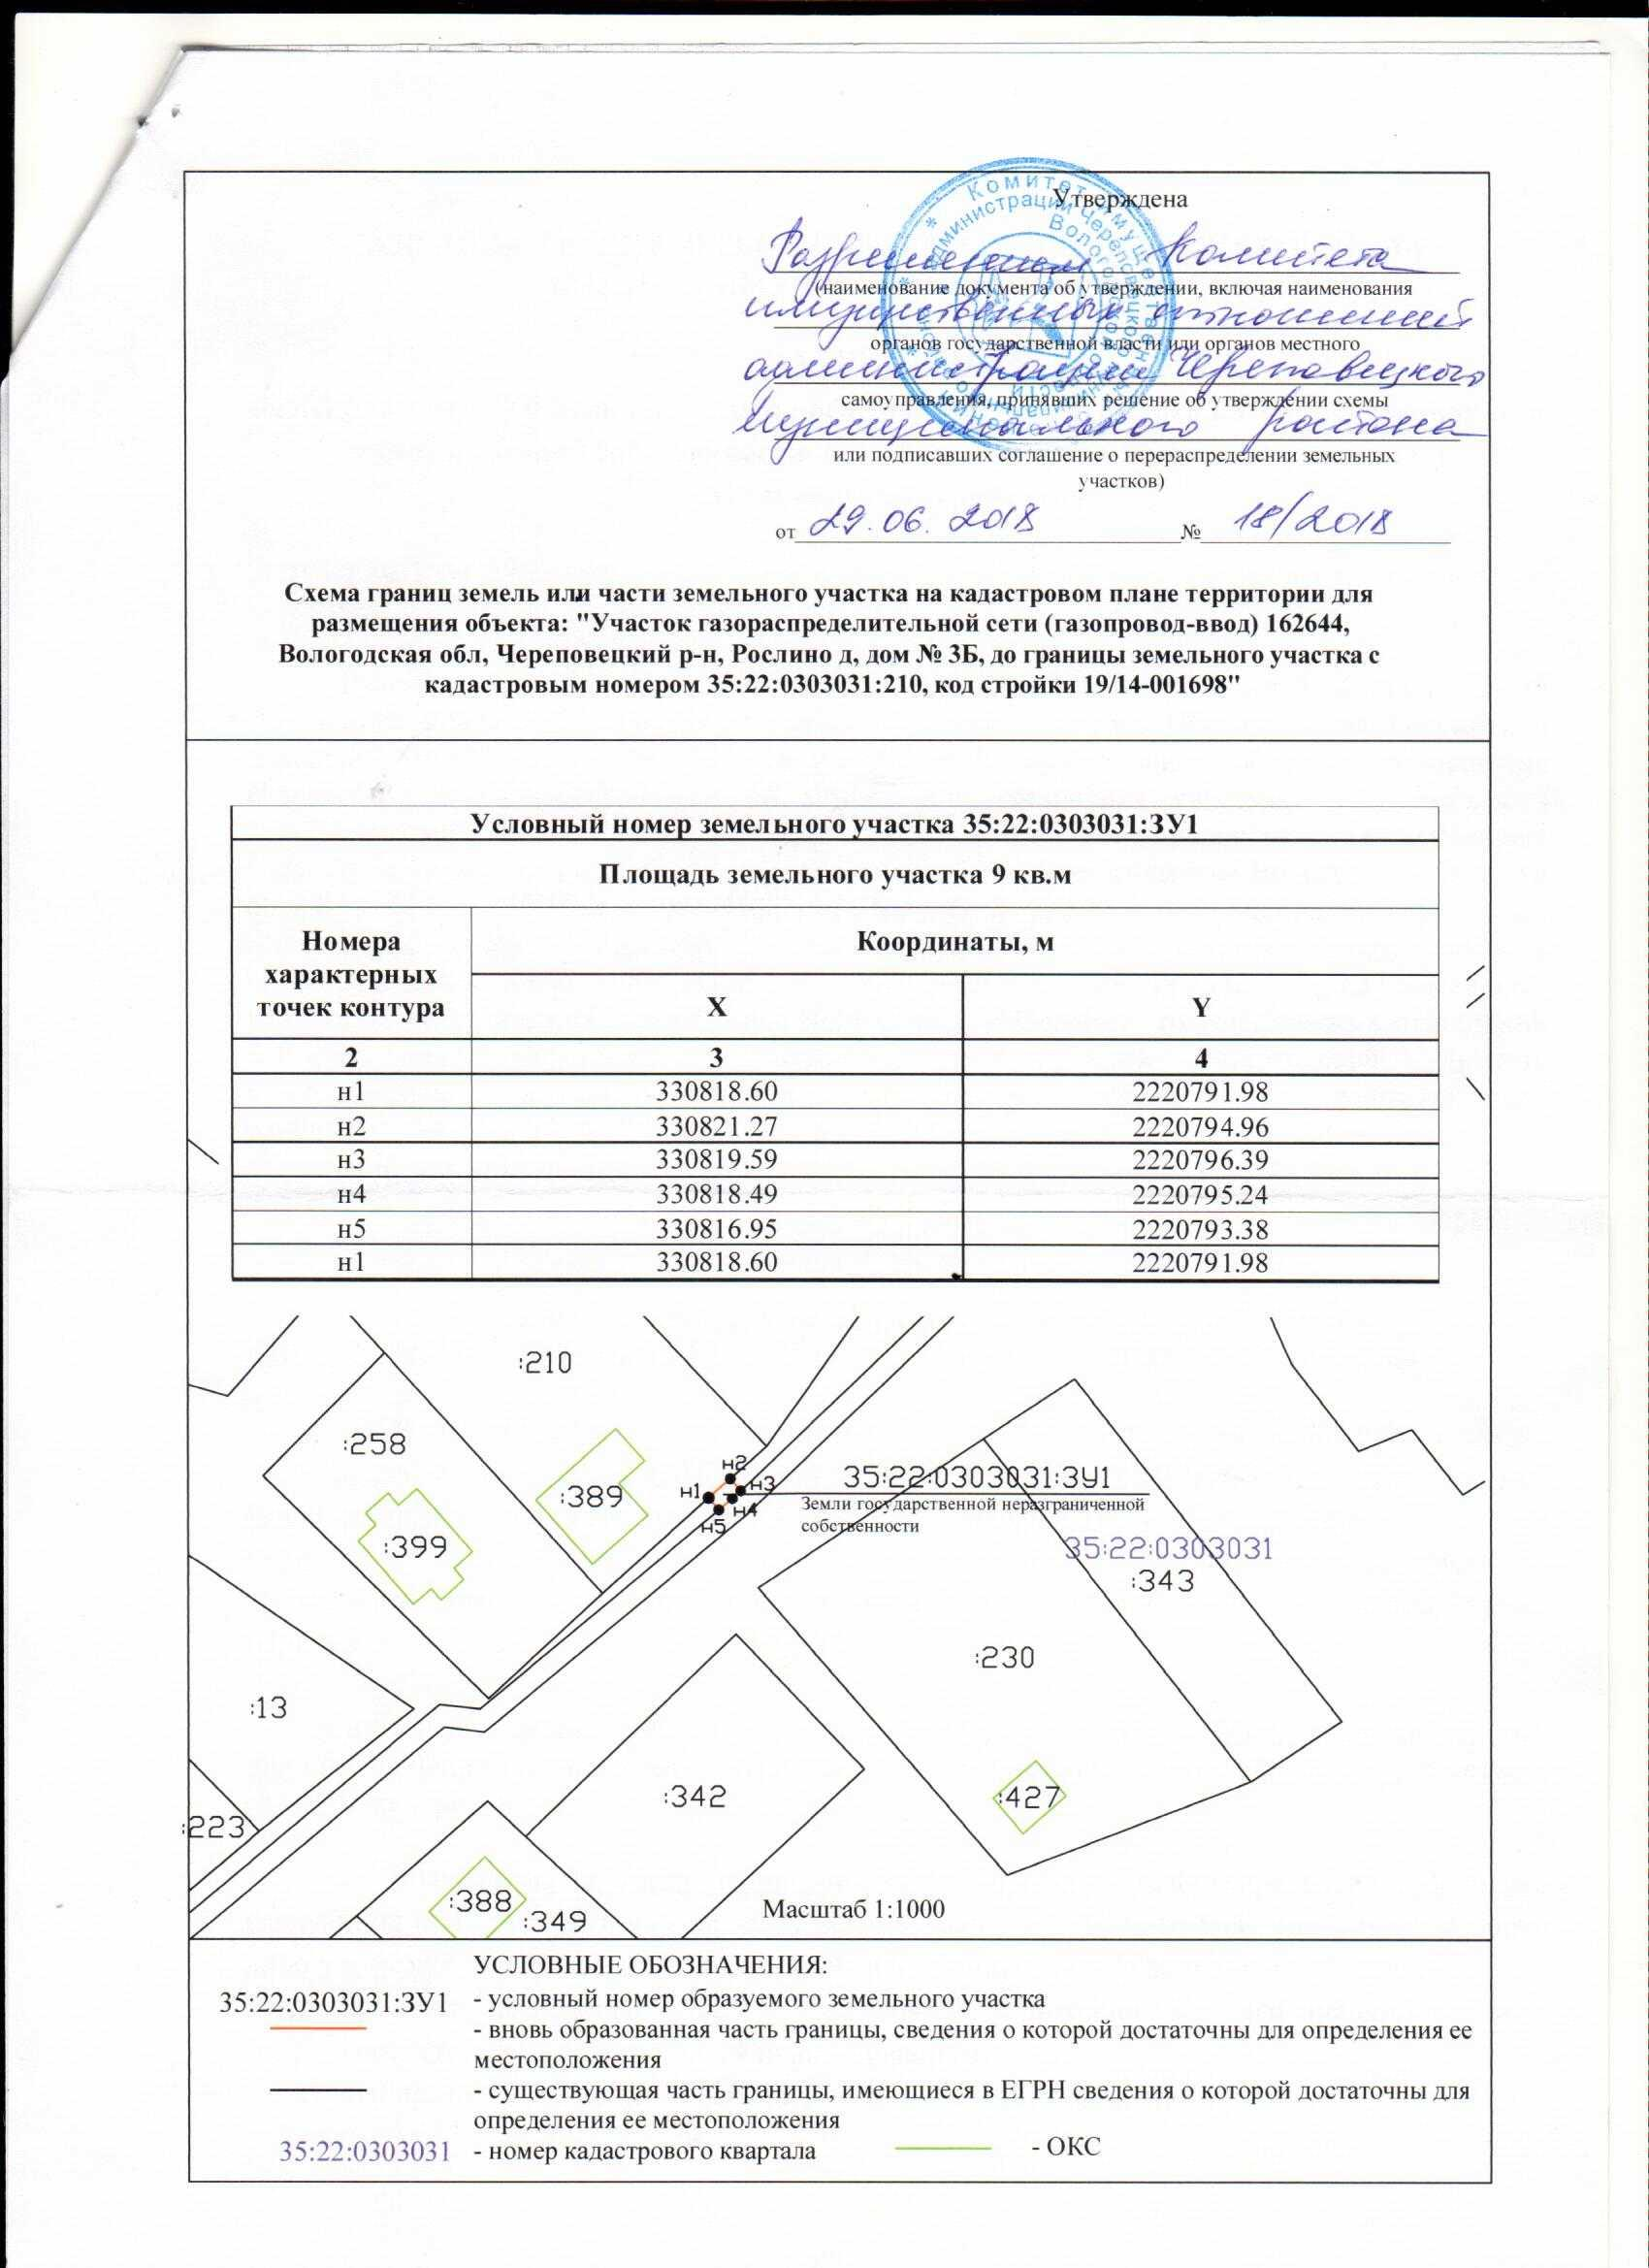 Утверждена
Разрешением Комитета
(наименование документа об утверждении, включая наименования
имущественных отношений
органов государственной власти или органов местного
администрации Череповецкого
самоуправления, принявших решение об утверждении схемы
муниципального района
или подписавших соглашение о перераспределении земельных
участков)
от 29.06.2018 № 18/2018
Схема границ земель или части земельного участка на кадастровом плане территории для
размещения объекта: "Участок газораспределительной сети (газопровод-ввод) 162644,
Вологодская обл, Череповецкий р-н, Рослино д, дом № 3Б, до границы земельного участка с
кадастровым номером 35:22:0303031:210, код стройки 19/14-001698"
Условный номер земельного участка 35:22:0303031:ЗУ1
Площадь земельного участка 9 кв.м
Номера характерных точек контура
Координаты, м
X Y
2 3 4
н1 330818.60 2220791.98
н2 330821.27 2220794.96
н3 330819.59 2220796.39
н4 330818.49 2220795.24
н5 330816.95 2220793.38
н1 330818.60 2220791.98
:210
:258
:389
:399
н2
н1
н3
н4
н5
35:22:0303031:ЗУ1
Земли государственной неразграниченной
собственности
35:22:0303031
:343
:230
:13
:342
:427
:223
:388
:349
Масштаб 1:1000
УСЛОВНЫЕ ОБОЗНАЧЕНИЯ:
35:22:0303031:ЗУ1 - условный номер образуемого земельного участка
- вновь образованная часть границы, сведения о которой достаточны для определения ее
местоположения
- существующая часть границы, имеющиеся в ЕГРН сведения о которой достаточны для
определения ее местоположения
35:22:0303031 - номер кадастрового квартала - ОКС